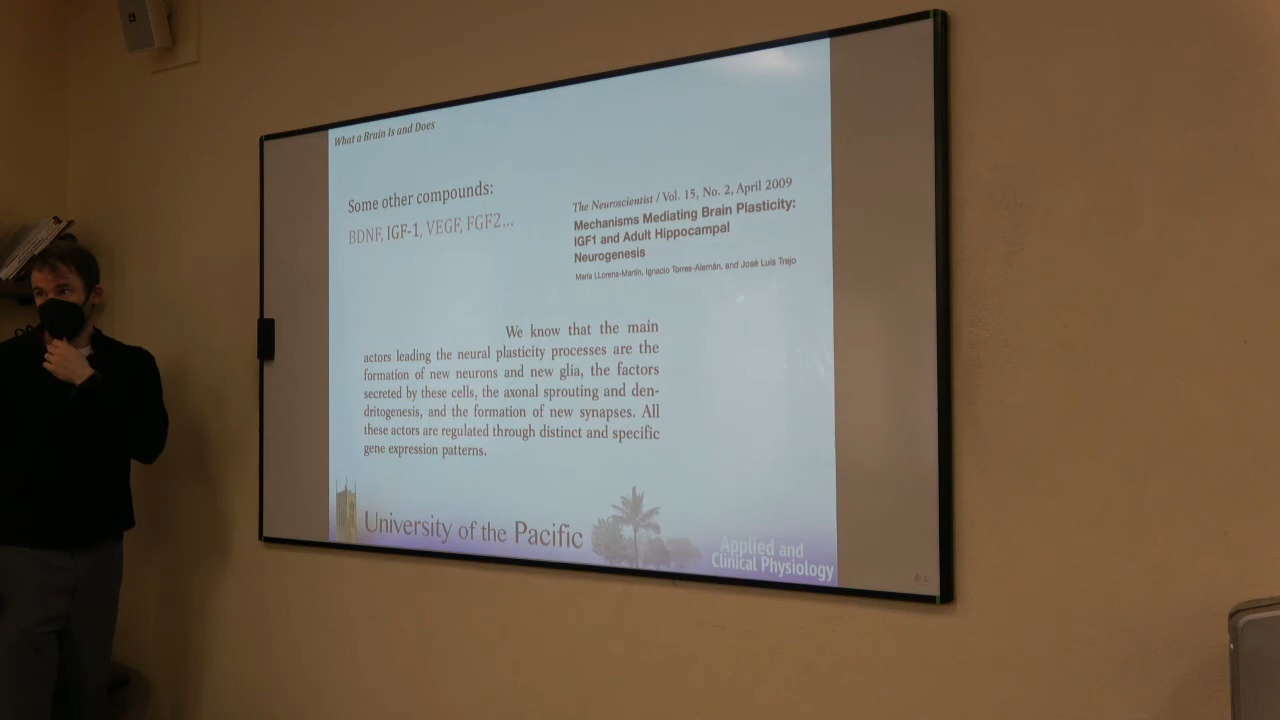 What a Brain Is and Does
Some other compounds:
BDNF, IGF-1, VEGF, FGF2...
The Neuroscientist / Vol. 15, No. 2, April 2009
Mechanisms Mediating Brain Plasticity:
IGF1 and Adult Hippocampal
Neurogenesis
María LLorens-Martín, Ignacio Torres-Alemán, and José Luis Trejo
We know that the main
actors leading the neural plasticity processes are the
formation of new neurons and new glia, the factors
secreted by these cells, the axonal sprouting and den-
dritogenesis, and the formation of new synapses. All
these actors are regulated through distinct and specific
gene expression patterns.
University of the Pacific
Applied and
Clinical Physiology